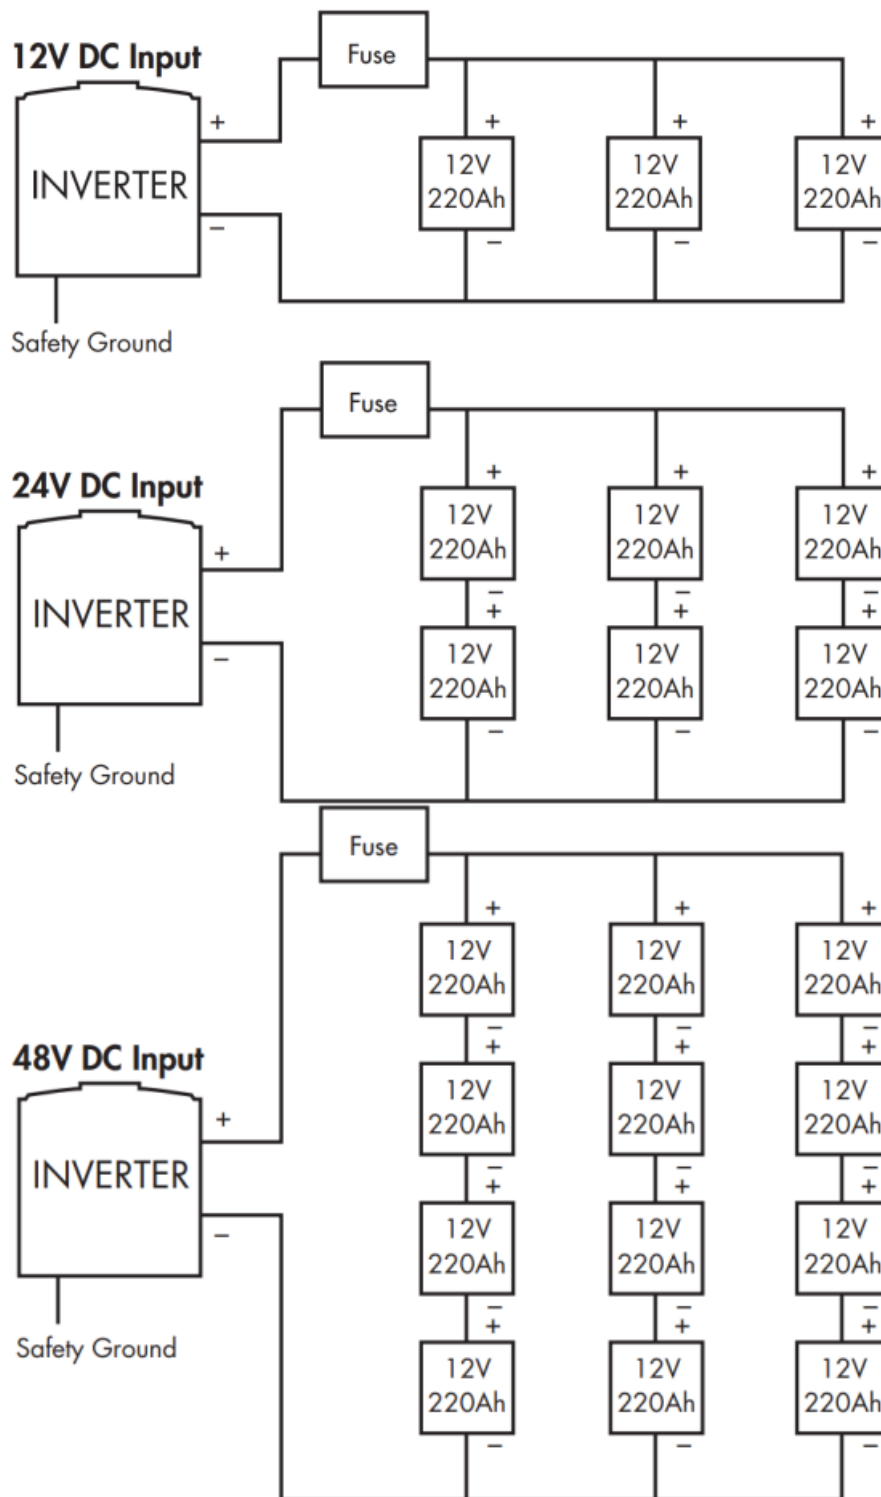 12V DC Input
Fuse
+
INVERTER
–
Safety Ground
+ + +
12V 12V 12V
220Ah 220Ah 220Ah
– – –
24V DC Input
Fuse
+
INVERTER
–
Safety Ground
+ + +
12V 12V 12V
220Ah 220Ah 220Ah
– – –
+ + +
12V 12V 12V
220Ah 220Ah 220Ah
– – –
48V DC Input
Fuse
+
INVERTER
–
Safety Ground
+ + +
12V 12V 12V
220Ah 220Ah 220Ah
– – –
+ + +
12V 12V 12V
220Ah 220Ah 220Ah
– – –
+ + +
12V 12V 12V
220Ah 220Ah 220Ah
– – –
+ + +
12V 12V 12V
220Ah 220Ah 220Ah
– – –